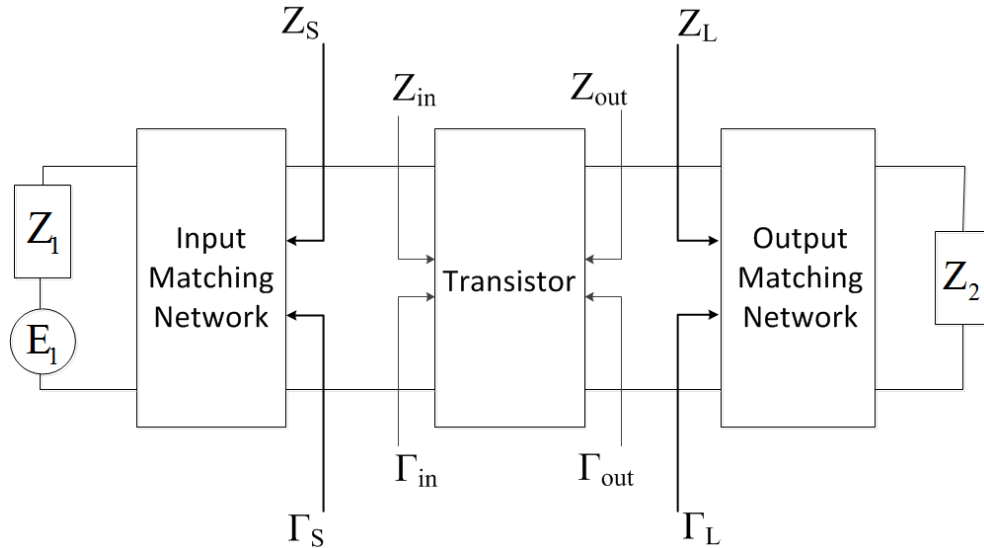 Z_S
Z_L
Z_in
Z_out
Z_1
E_1
Input
Matching
Network
Transistor
Output
Matching
Network
Z_2
Γ_in
Γ_out
Γ_S
Γ_L